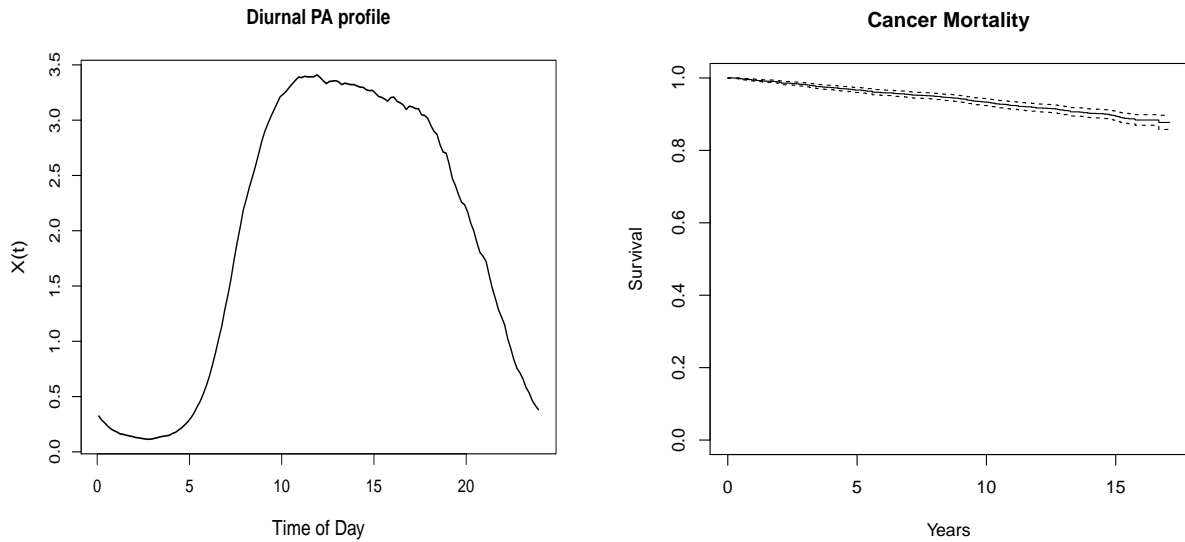 Diurnal PA profile
X(t)
3.5
3.0
2.5
2.0
1.5
1.0
0.5
0.0
0 5 10 15 20
Time of Day
Cancer Mortality
Survival
1.0
0.8
0.6
0.4
0.2
0.0
0 5 10 15
Years